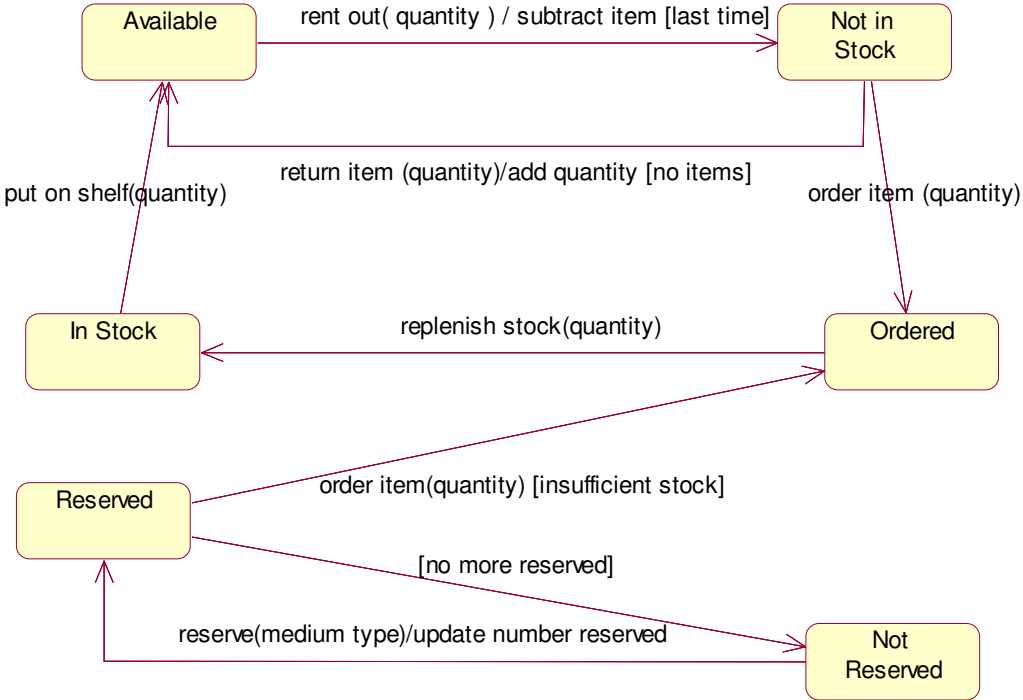 Available
rent out( quantity ) / subtract item [last time]
Not in
Stock
return item (quantity)/add quantity [no items]
put on shelf(quantity)
order item (quantity)
In Stock
replenish stock(quantity)
Ordered
order item(quantity) [insufficient stock]
Reserved
[no more reserved]
reserve(medium type)/update number reserved
Not
Reserved